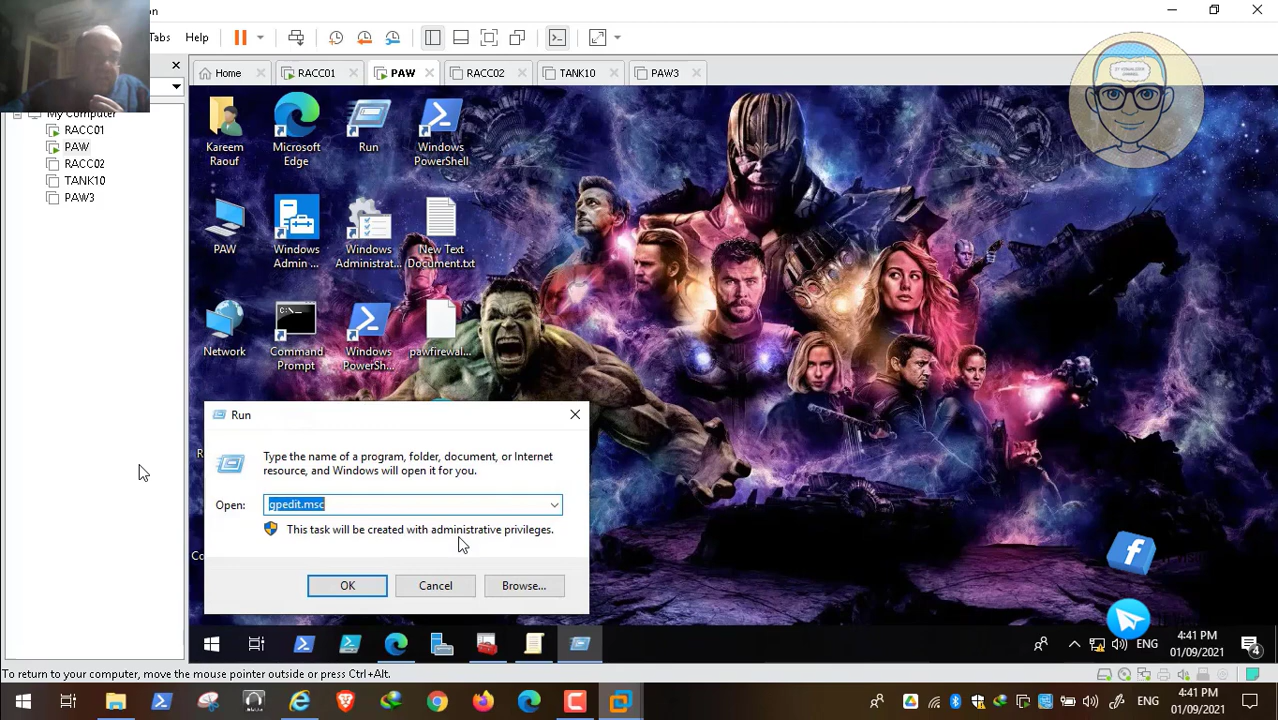 on
Tabs Help
Home RACC01 PAW RACC02 TANK10 PAW3
My Computer
RACC01
PAW
RACC02
TANK10
PAW3
Kareem
Raouf
Microsoft
Edge
Run
Windows
PowerShell
PAW
Windows
Admin ...
Windows
Administrat...
New Text
Document.txt
Network
Command
Prompt
Windows
PowerSh...
pawfirewal...
Run
Type the name of a program, folder, document, or Internet
resource, and Windows will open it for you.
Open: gpedit.msc
This task will be created with administrative privileges.
OK Cancel Browse...
ENG
4:41 PM
01/09/2021
4
To return to your computer, move the mouse pointer outside or press Ctrl+Alt.
ENG
4:41 PM
01/09/2021